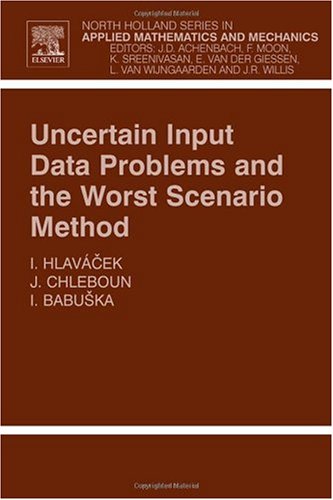 ELSEVIER
NORTH HOLLAND SERIES IN
APPLIED MATHEMATICS AND MECHANICS
EDITORS: J.D. ACHENBACH, F. MOON,
K. SREENIVASAN, E. VAN DER GIESSEN,
L. VAN WIJNGAARDEN AND J.R. WILLIS
Uncertain Input
Data Problems and
the Worst Scenario
Method
I. HLAVÁČEK
J. CHLEBOUN
I. BABUŠKA